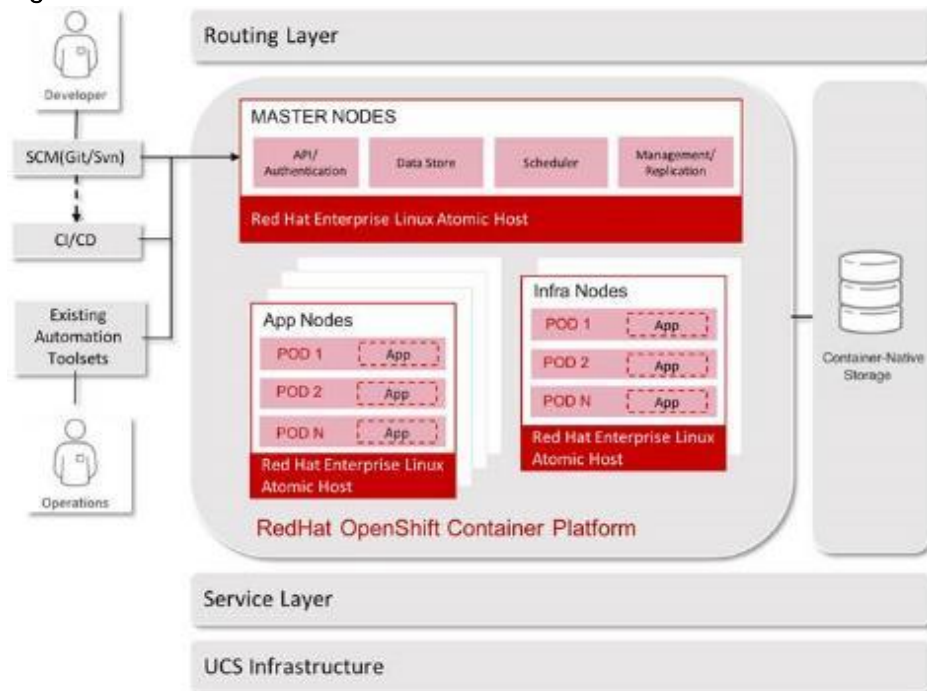 Routing Layer
Developer
SCM(Git/Svn)
CI/CD
Existing
Automation
Toolsets
Operations
MASTER NODES
API/
Authentication
Data Store
Scheduler
Management/
Replication
Red Hat Enterprise Linux Atomic Host
App Nodes
POD 1 App
POD 2 App
POD N App
Red Hat Enterprise Linux
Atomic Host
Infra Nodes
POD 1 App
POD 2 App
POD N App
Red Hat Enterprise Linux
Atomic Host
RedHat OpenShift Container Platform
Container-Native
Storage
Service Layer
UCS Infrastructure